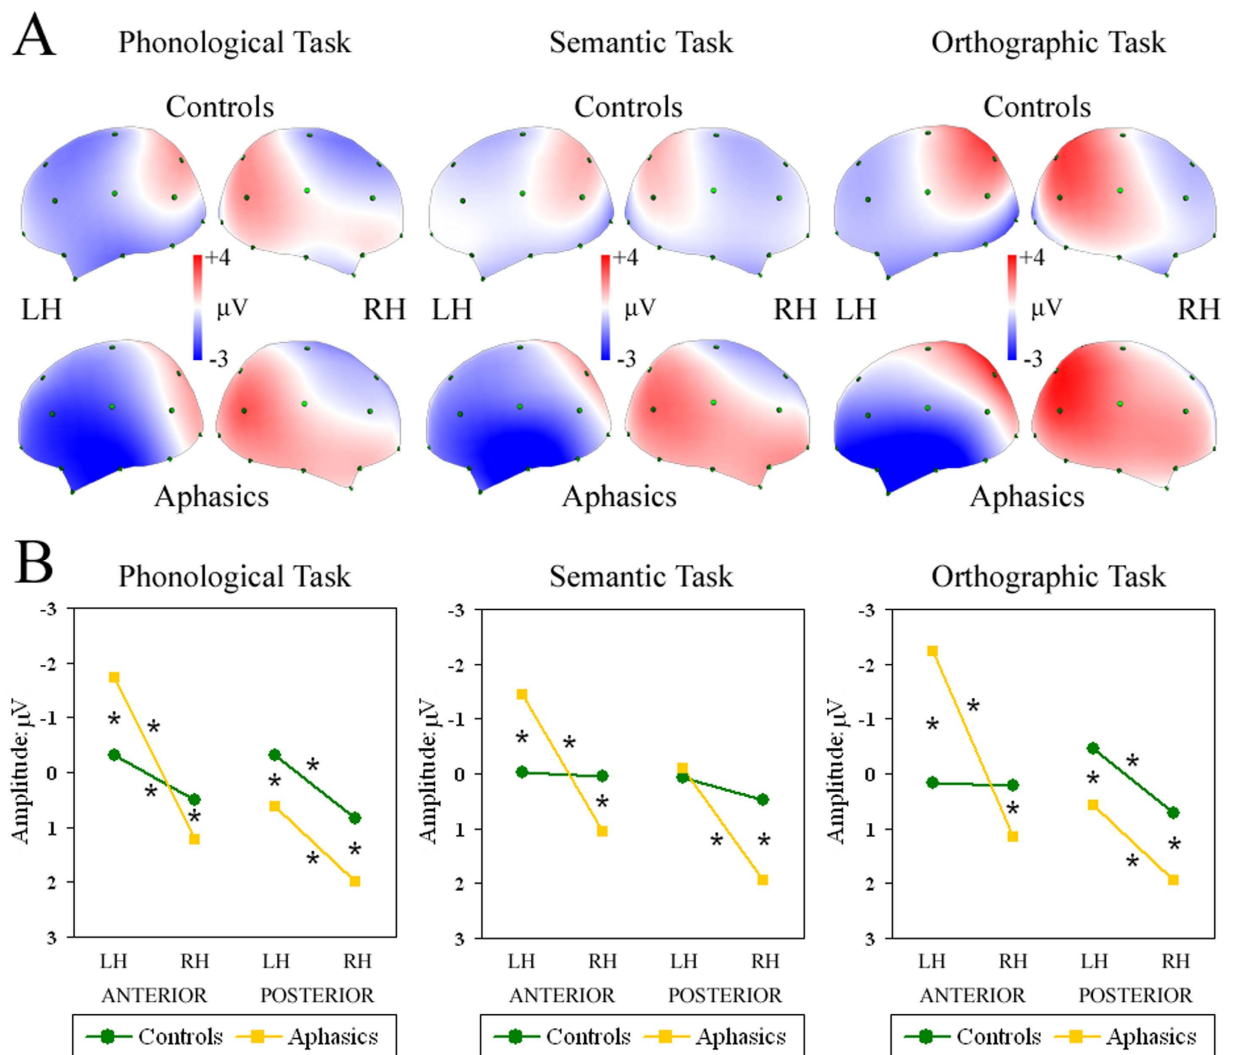 A
Phonological Task Semantic Task Orthographic Task
Controls Controls Controls
+4 +4 +4
LH µV RH LH µV RH LH µV RH
-3 -3 -3
Aphasics Aphasics Aphasics
B
Phonological Task Semantic Task Orthographic Task
-3 -3 -3
-2 -2 -2
* * * * * *
-1 -1 -1
* * * * * *
Amplitude:µV Amplitude:µV Amplitude:µV
0 0 0
* * * * *
1 1 1
* * * * * *
2 2 2
3 3 3
LH RH LH RH LH RH LH RH LH RH LH RH
ANTERIOR POSTERIOR ANTERIOR POSTERIOR ANTERIOR POSTERIOR
Controls Aphasics Controls Aphasics Controls Aphasics